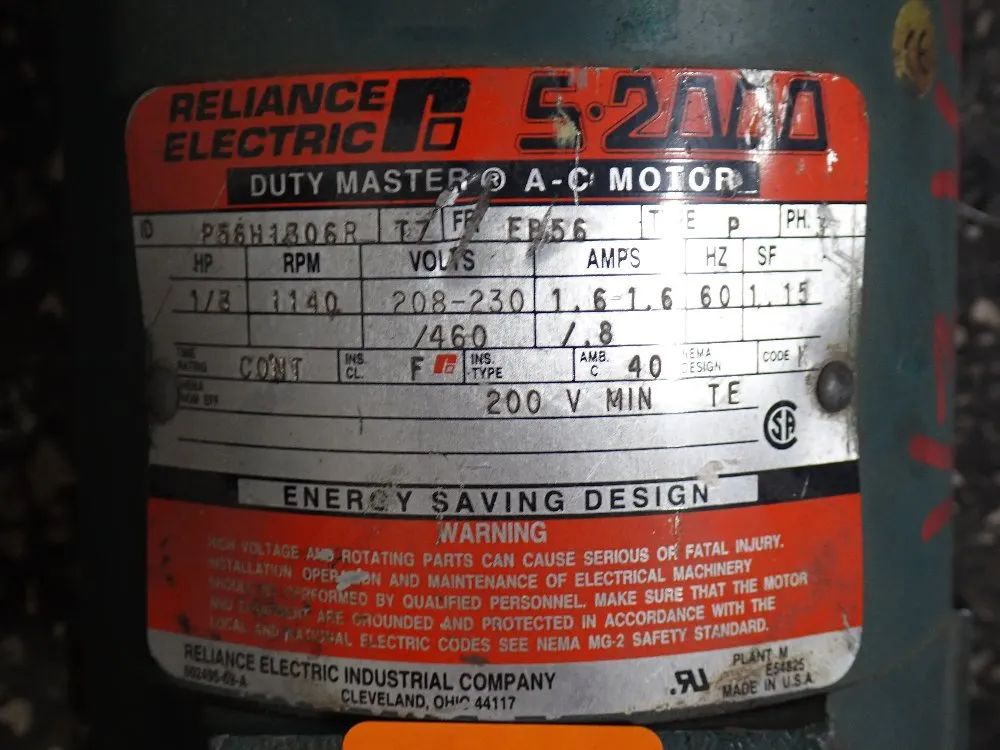 RELIANCE
ELECTRIC
S·2000
DUTY MASTER ® A-C MOTOR
ID P56H1306R T7 FR. EP56 TYPE P PH.
HP RPM VOLTS AMPS HZ SF
1/3 1140 208-230 1.6-1.6 60 1.15
/460 /.8
TIME RATING CONT INS. CL. F INS. TYPE AMB. C 40 NEMA DESIGN CODE
NEMA NOM EFF 200 V MIN TE
ENERGY SAVING DESIGN
WARNING
HIGH VOLTAGE AND ROTATING PARTS CAN CAUSE SERIOUS OR FATAL INJURY.
INSTALLATION OPERATION AND MAINTENANCE OF ELECTRICAL MACHINERY
SHOULD BE PERFORMED BY QUALIFIED PERSONNEL. MAKE SURE THAT THE MOTOR
AND EQUIPMENT ARE GROUNDED AND PROTECTED IN ACCORDANCE WITH THE
LOCAL AND NATIONAL ELECTRIC CODES SEE NEMA MG-2 SAFETY STANDARD.
RELIANCE ELECTRIC INDUSTRIAL COMPANY
CLEVELAND, OHIO 44117
PLANT M
E54825
MADE IN U.S.A.